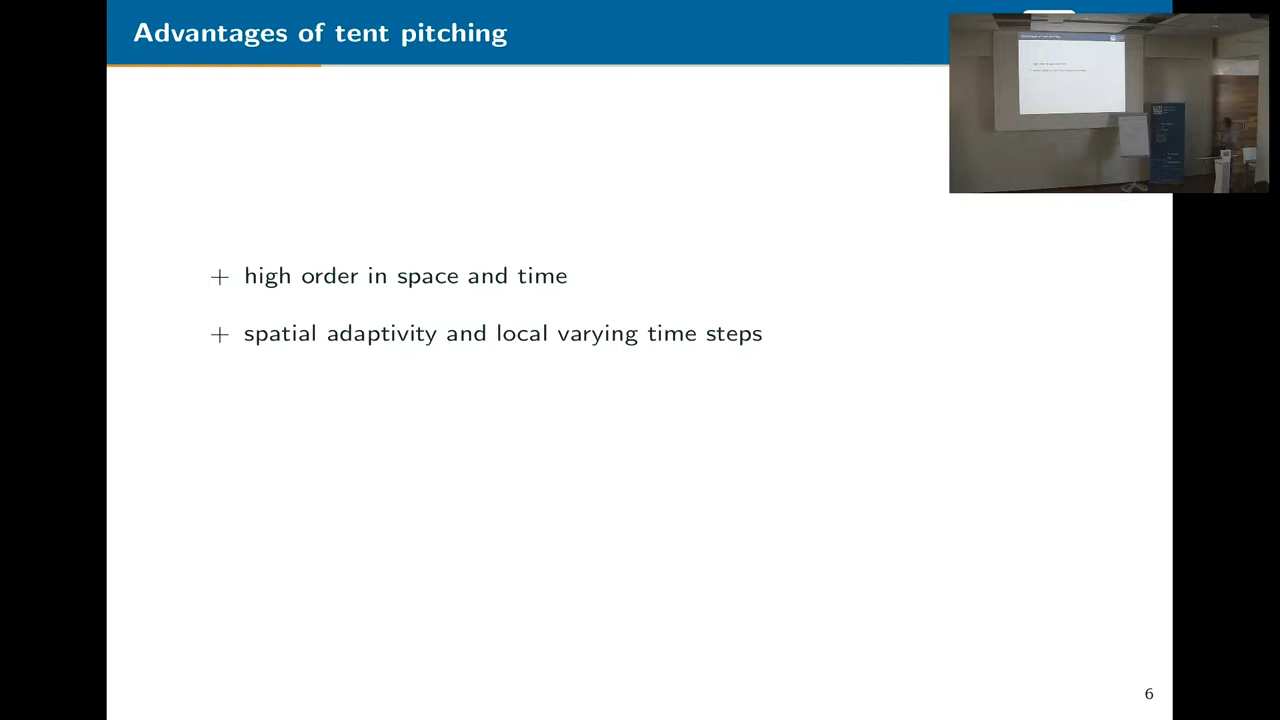 Advantages of tent pitching
+ high order in space and time
+ spatial adaptivity and local varying time steps
6